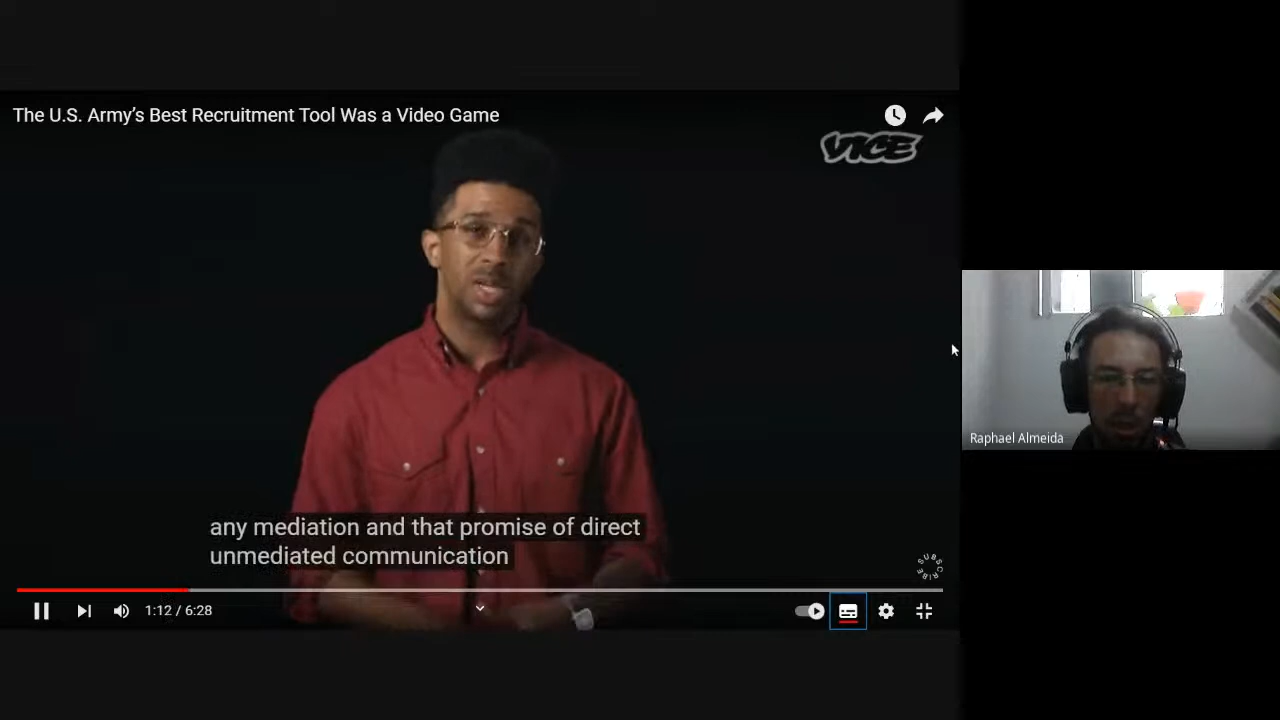 The U.S. Army’s Best Recruitment Tool Was a Video Game
VICE
Raphael Almeida
any mediation and that promise of direct
unmediated communication
SUBSCRIBE
1:12 / 6:28